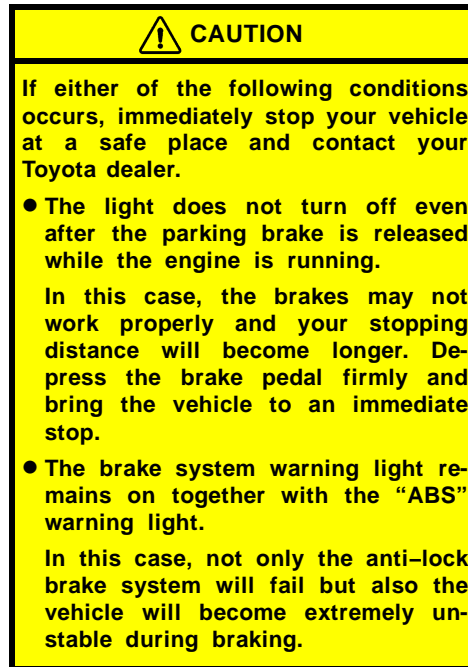 CAUTION
If either of the following conditions
occurs, immediately stop your vehicle
at a safe place and contact your
Toyota dealer.
● The light does not turn off even
after the parking brake is released
while the engine is running.
In this case, the brakes may not
work properly and your stopping
distance will become longer. De-
press the brake pedal firmly and
bring the vehicle to an immediate
stop.
● The brake system warning light re-
mains on together with the “ABS”
warning light.
In this case, not only the anti−lock
brake system will fail but also the
vehicle will become extremely un-
stable during braking.